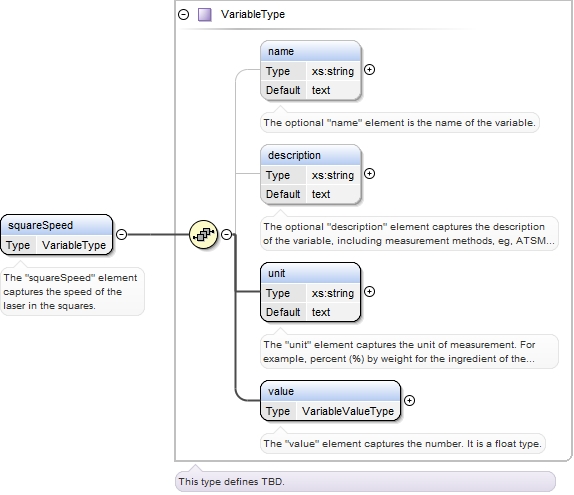 VariableType
name
Type xs:string
Default text
The optional "name" element is the name of the variable.
description
Type xs:string
Default text
The optional "description" element captures the description
of the variable, including measurement methods, eg, ATSM...
squareSpeed
Type VariableType
The "squareSpeed" element
captures the speed of the
laser in the squares.
unit
Type xs:string
Default text
The "unit" element captures the unit of measurement. For
example, percent (%) by weight for the ingredient of the...
value
Type VariableValueType
The "value" element captures the number. It is a float type.
This type defines TBD.